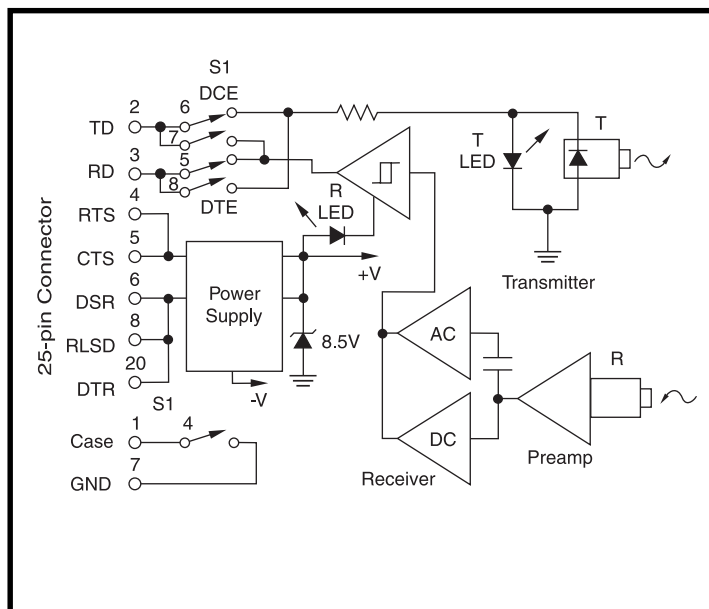 S1
DCE
2
6
TD
7
3
5
RD
8
DTE
4
RTS
5
CTS
6
DSR
8
RLSD
20
DTR
25-pin Connector
Power
Supply
R
LED
+V
8.5V
-V
S1
1
4
Case
7
GND
T
LED
T
Transmitter
AC
DC
Receiver
R
Preamp